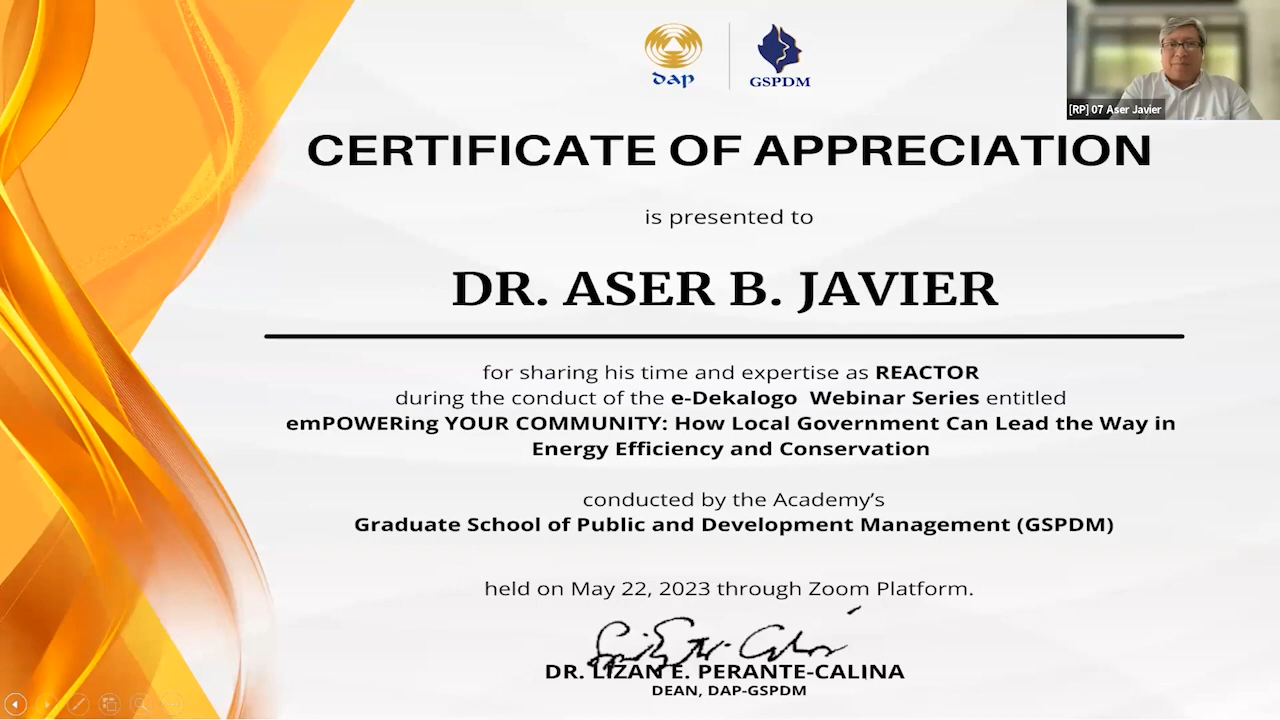 dap
GSPDM
[RP] 07 Aser Javier
CERTIFICATE OF APPRECIATION
is presented to
DR. ASER B. JAVIER
for sharing his time and expertise as REACTOR
during the conduct of the e-Dekalogo Webinar Series entitled
emPOWERing YOUR COMMUNITY: How Local Government Can Lead the Way in
Energy Efficiency and Conservation
conducted by the Academy’s
Graduate School of Public and Development Management (GSPDM)
held on May 22, 2023 through Zoom Platform.
DR. LIZAN E. PERANTE-CALINA
DEAN, DAP-GSPDM